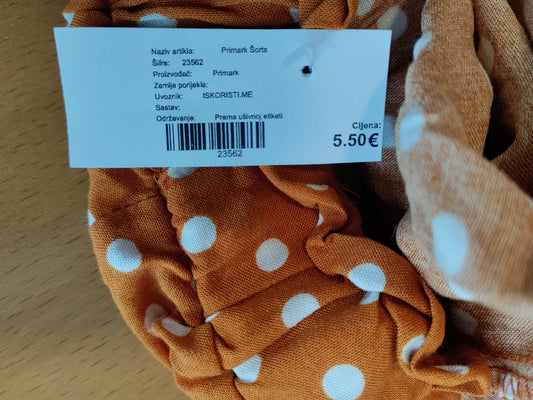 Naziv artikla: Primark Šorts
Šifra: 23562
Proizvođač: Primark
Zemlja porijekla:
Uvoznik: ISKORISTI.ME
Sastav:
Održavanje: Prema ušivnoj etiketi
23562
Cijena:
5.50€